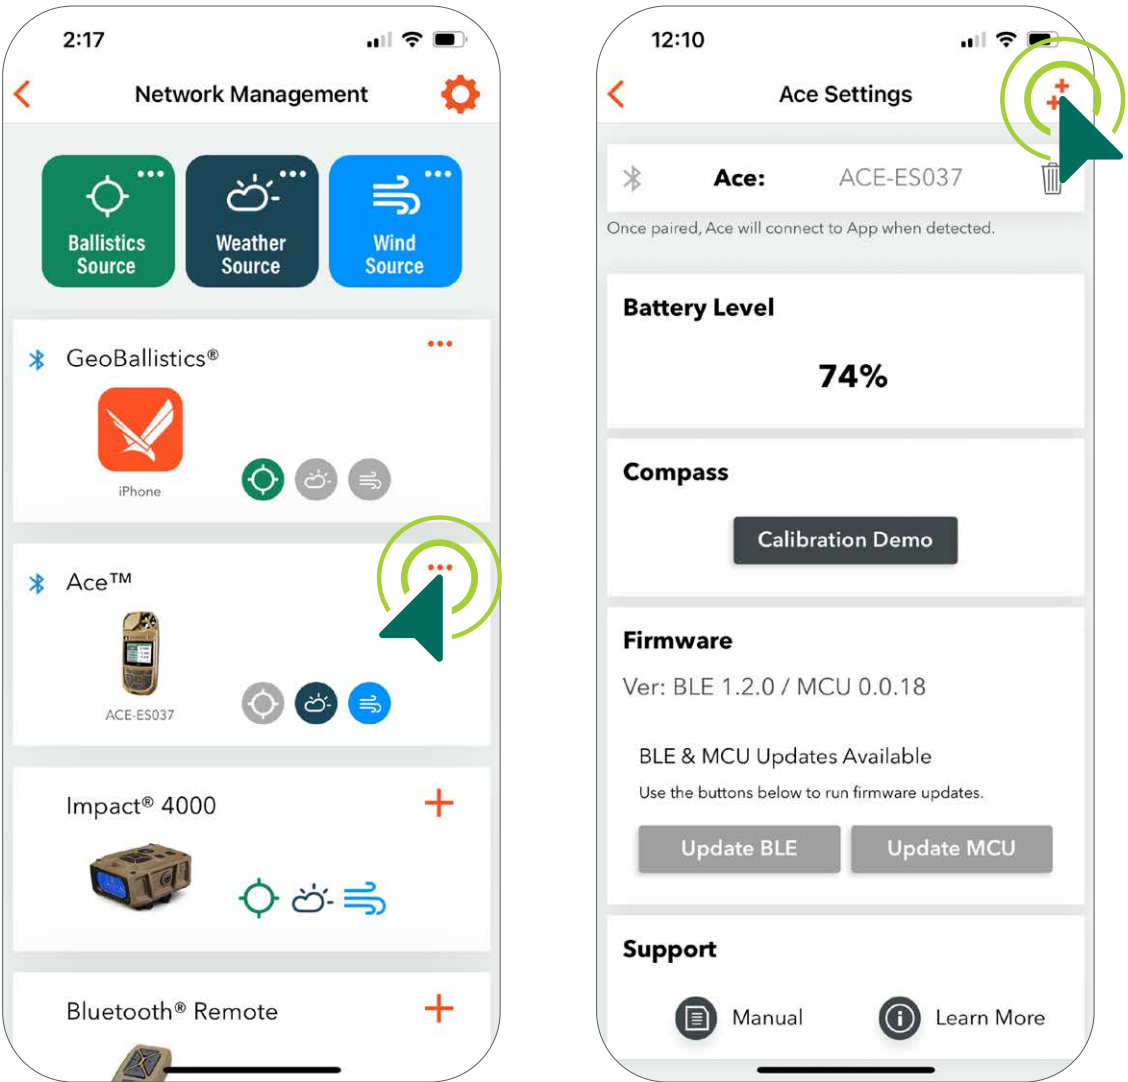 2:17
Network Management
Ballistics
Source
Weather
Source
Wind
Source
GeoBallistics®
iPhone
Ace™
ACE-ES037
Impact® 4000
Bluetooth® Remote
12:10
Ace Settings
Ace: ACE-ES037
Once paired, Ace will connect to App when detected.
Battery Level
74%
Compass
Calibration Demo
Firmware
Ver: BLE 1.2.0 / MCU 0.0.18
BLE & MCU Updates Available
Use the buttons below to run firmware updates.
Update BLE
Update MCU
Support
Manual
Learn More